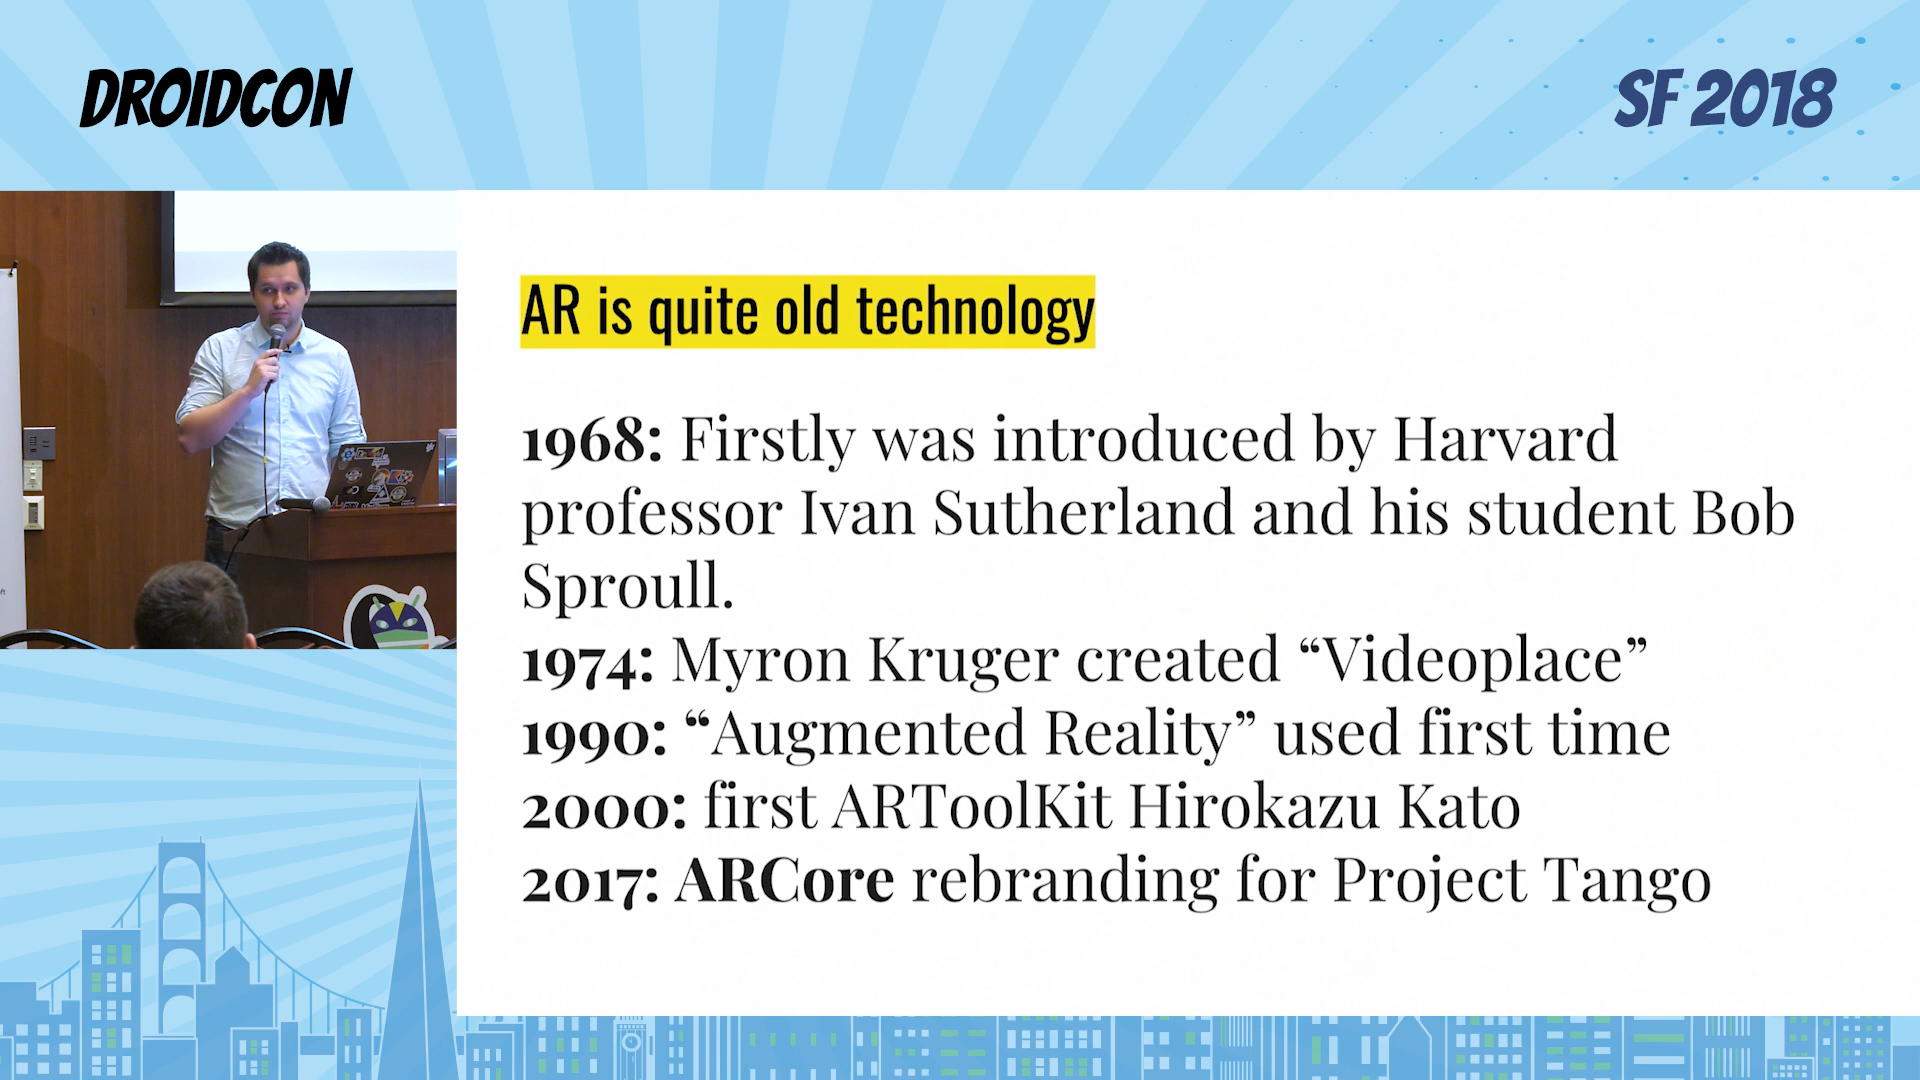 DROIDCON
SF 2018
AR is quite old technology
1968: Firstly was introduced by Harvard
professor Ivan Sutherland and his student Bob
Sproull.
1974: Myron Kruger created “Videoplace”
1990: “Augmented Reality” used first time
2000: first ARToolKit Hirokazu Kato
2017: ARCore rebranding for Project Tango